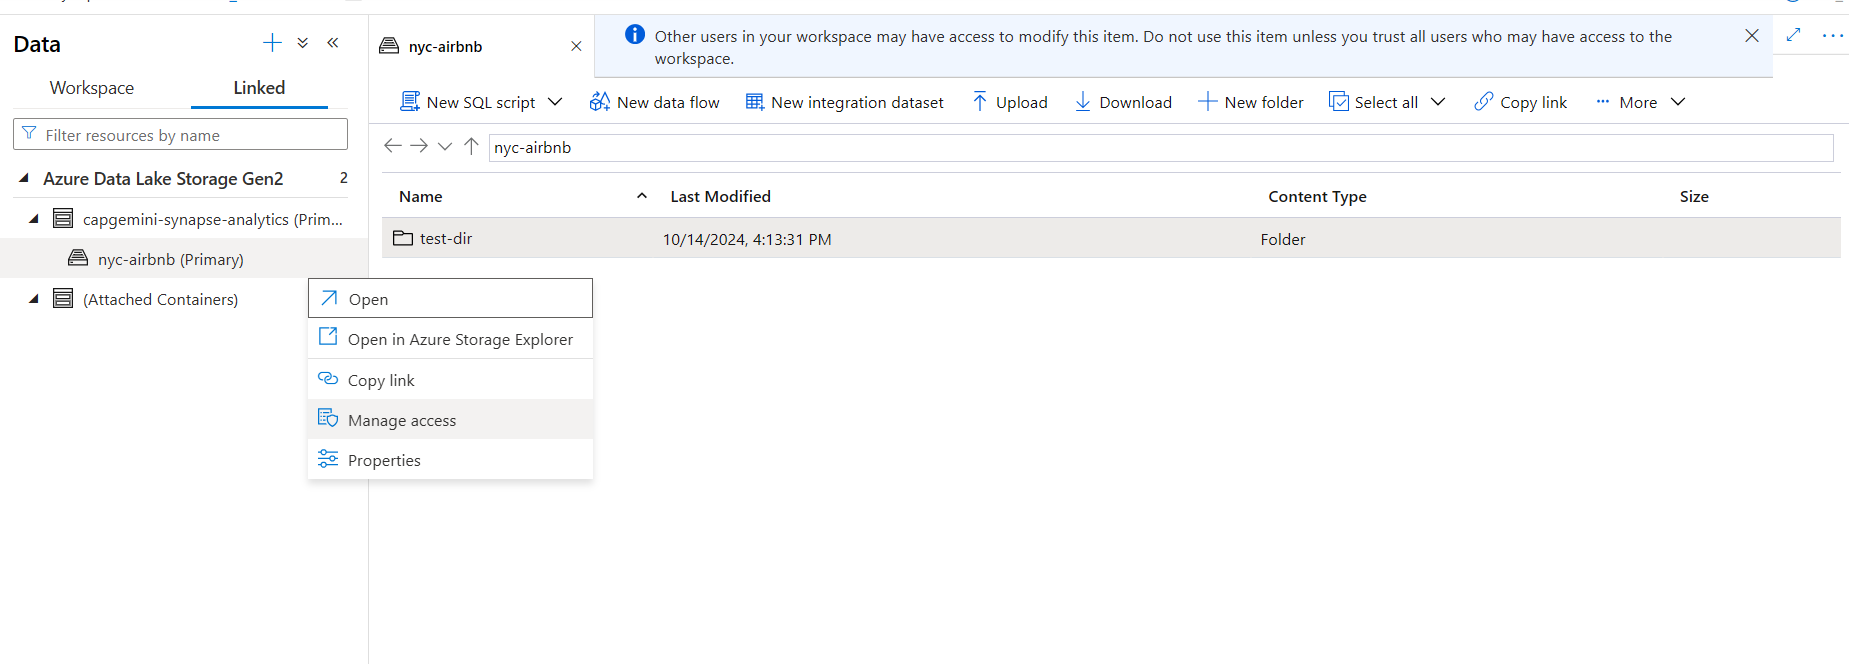 Data
nyc-airbnb
Other users in your workspace may have access to modify this item. Do not use this item unless you trust all users who may have access to the
workspace.
Workspace
Linked
New SQL script
New data flow
New integration dataset
Upload
Download
New folder
Select all
Copy link
More
Filter resources by name
nyc-airbnb
Azure Data Lake Storage Gen2 2
Name
Last Modified
Content Type
Size
capgemini-synapse-analytics (Prim...
test-dir
10/14/2024, 4:13:31 PM
Folder
nyc-airbnb (Primary)
(Attached Containers)
Open
Open in Azure Storage Explorer
Copy link
Manage access
Properties